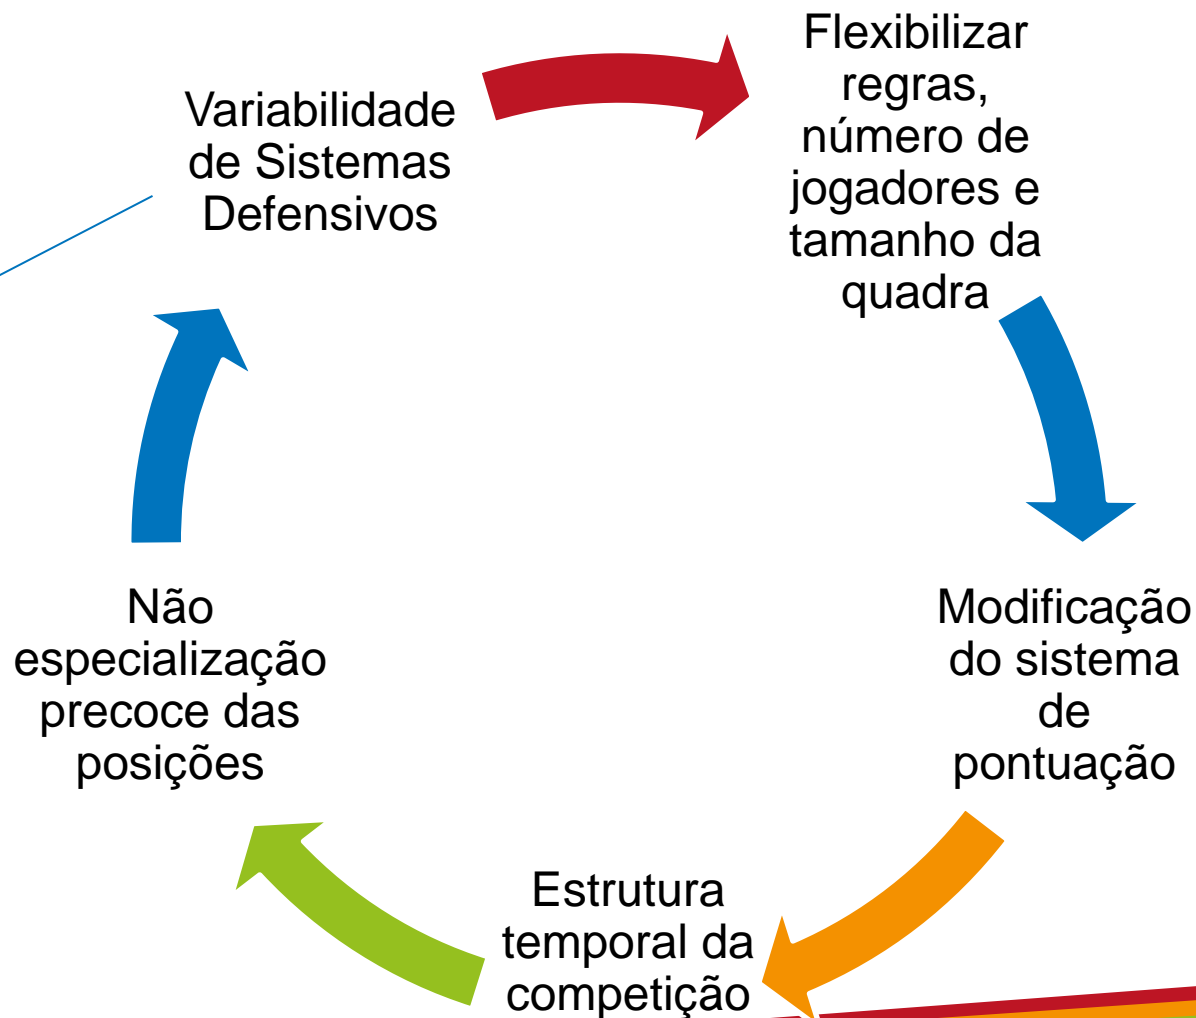 Variabilidade
de Sistemas
Defensivos
Flexibilizar
regras,
número de
jogadores e
tamanho da
quadra
Modificação
do sistema
de
pontuação
Estrutura
temporal da
competição
Não
especialização
precoce das
posições